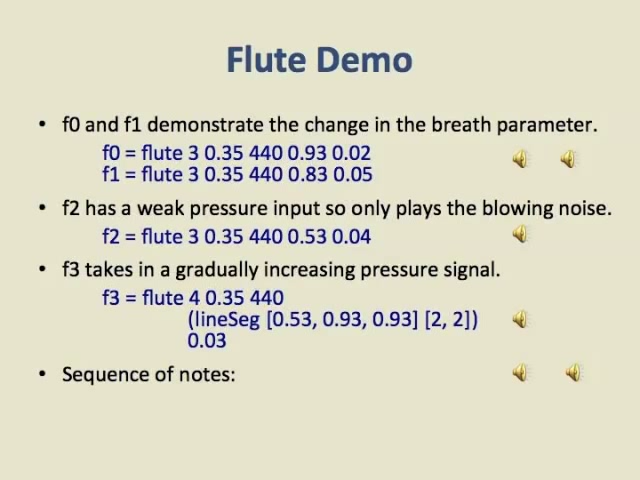 Flute Demo
• f0 and f1 demonstrate the change in the breath parameter.
f0 = flute 3 0.35 440 0.93 0.02
f1 = flute 3 0.35 440 0.83 0.05
• f2 has a weak pressure input so only plays the blowing noise.
f2 = flute 3 0.35 440 0.53 0.04
• f3 takes in a gradually increasing pressure signal.
f3 = flute 4 0.35 440
(lineSeg [0.53, 0.93, 0.93] [2, 2])
0.03
• Sequence of notes: